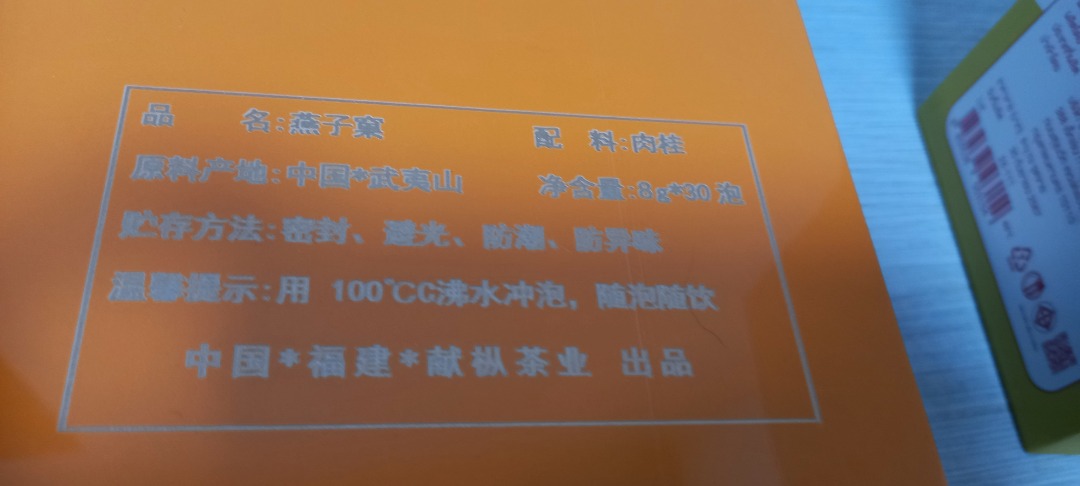 品 名:燕子窠 配 料:肉桂
原料产地:中国*武夷山 净含量:8g*30泡
贮存方法:密封、遮光、防潮、防异味
温馨提示:用 100℃C沸水冲泡，随泡随饮
中国*福建*献枞茶业 出品